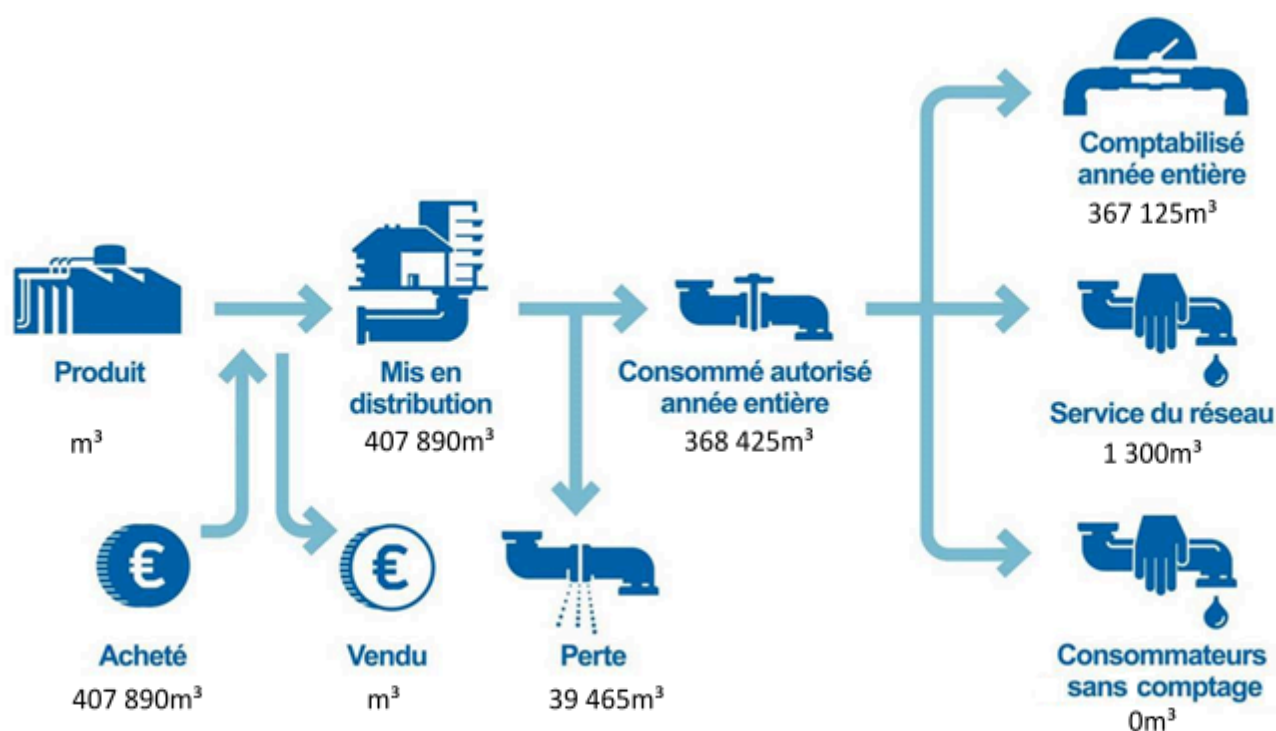 Comptabilisé
année entière
367 125m³
Produit
m³
Mis en
distribution
407 890m³
Consommé autorisé
année entière
368 425m³
Service du réseau
1 300m³
€
Acheté
407 890m³
€
Vendu
m³
Perte
39 465m³
Consommateurs
sans comptage
0m³